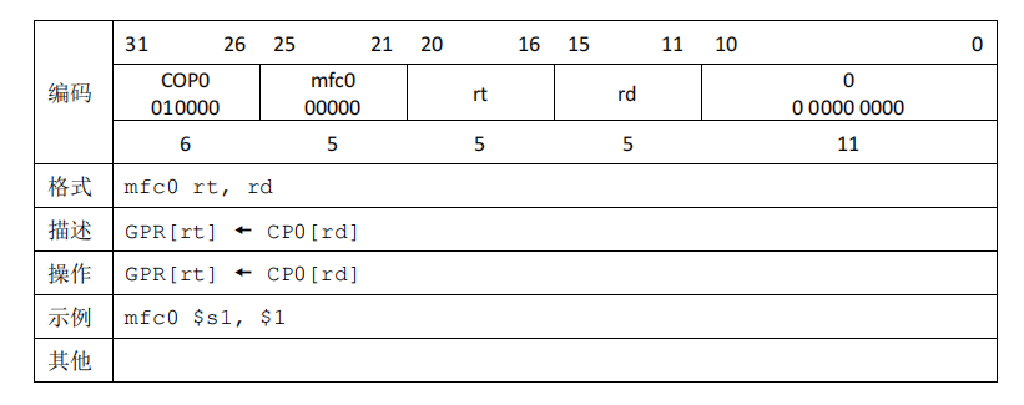 编码
31 26 25 21 20 16 15 11 10 0
COP0 mfc0 rt rd 0
010000 00000 0 0000 0000
6 5 5 5 11
格式 mfc0 rt, rd
描述 GPR[rt] ← CP0[rd]
操作 GPR[rt] ← CP0[rd]
示例 mfc0 $s1, $1
其他